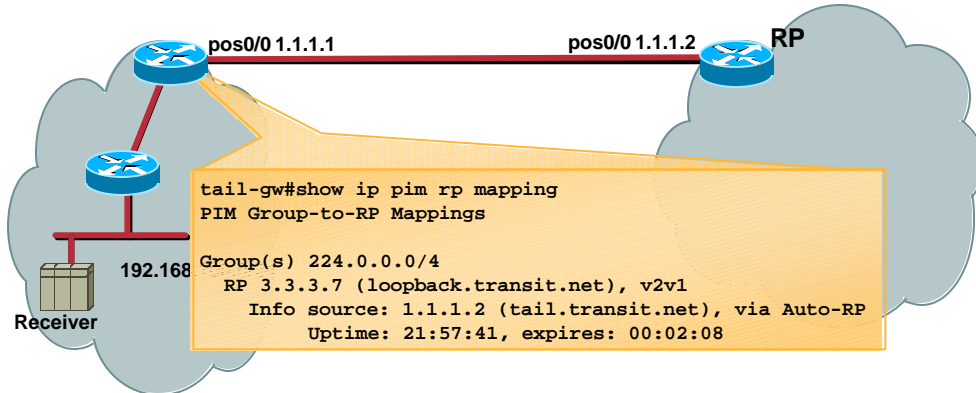 pos0/0 1.1.1.1
pos0/0 1.1.1.2
RP
tail-gw#show ip pim rp mapping
PIM Group-to-RP Mappings
Group(s) 224.0.0.0/4
RP 3.3.3.7 (loopback.transit.net), v2v1
Info source: 1.1.1.2 (tail.transit.net), via Auto-RP
Uptime: 21:57:41, expires: 00:02:08
192.168
Receiver